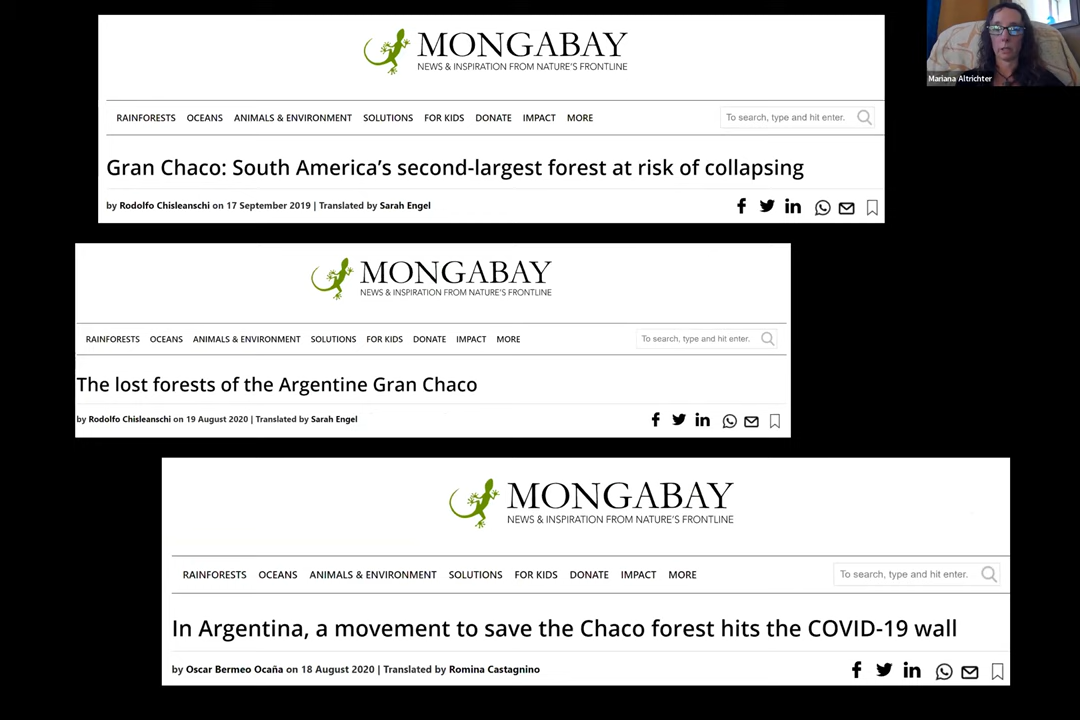 MONGABAY
NEWS & INSPIRATION FROM NATURE'S FRONTLINE
Mariana Altrichter
RAINFORESTS OCEANS ANIMALS & ENVIRONMENT SOLUTIONS FOR KIDS DONATE IMPACT MORE To search, type and hit enter.
Gran Chaco: South America's second-largest forest at risk of collapsing
by Rodolfo Chisleanschi on 17 September 2019 | Translated by Sarah Engel
MONGABAY
NEWS & INSPIRATION FROM NATURE'S FRONTLINE
RAINFORESTS OCEANS ANIMALS & ENVIRONMENT SOLUTIONS FOR KIDS DONATE IMPACT MORE To search, type and hit enter.
The lost forests of the Argentine Gran Chaco
by Rodolfo Chisleanschi on 19 August 2020 | Translated by Sarah Engel
MONGABAY
NEWS & INSPIRATION FROM NATURE'S FRONTLINE
RAINFORESTS OCEANS ANIMALS & ENVIRONMENT SOLUTIONS FOR KIDS DONATE IMPACT MORE To search, type and hit enter.
In Argentina, a movement to save the Chaco forest hits the COVID-19 wall
by Oscar Bermeo Ocaña on 18 August 2020 | Translated by Romina Castagnino